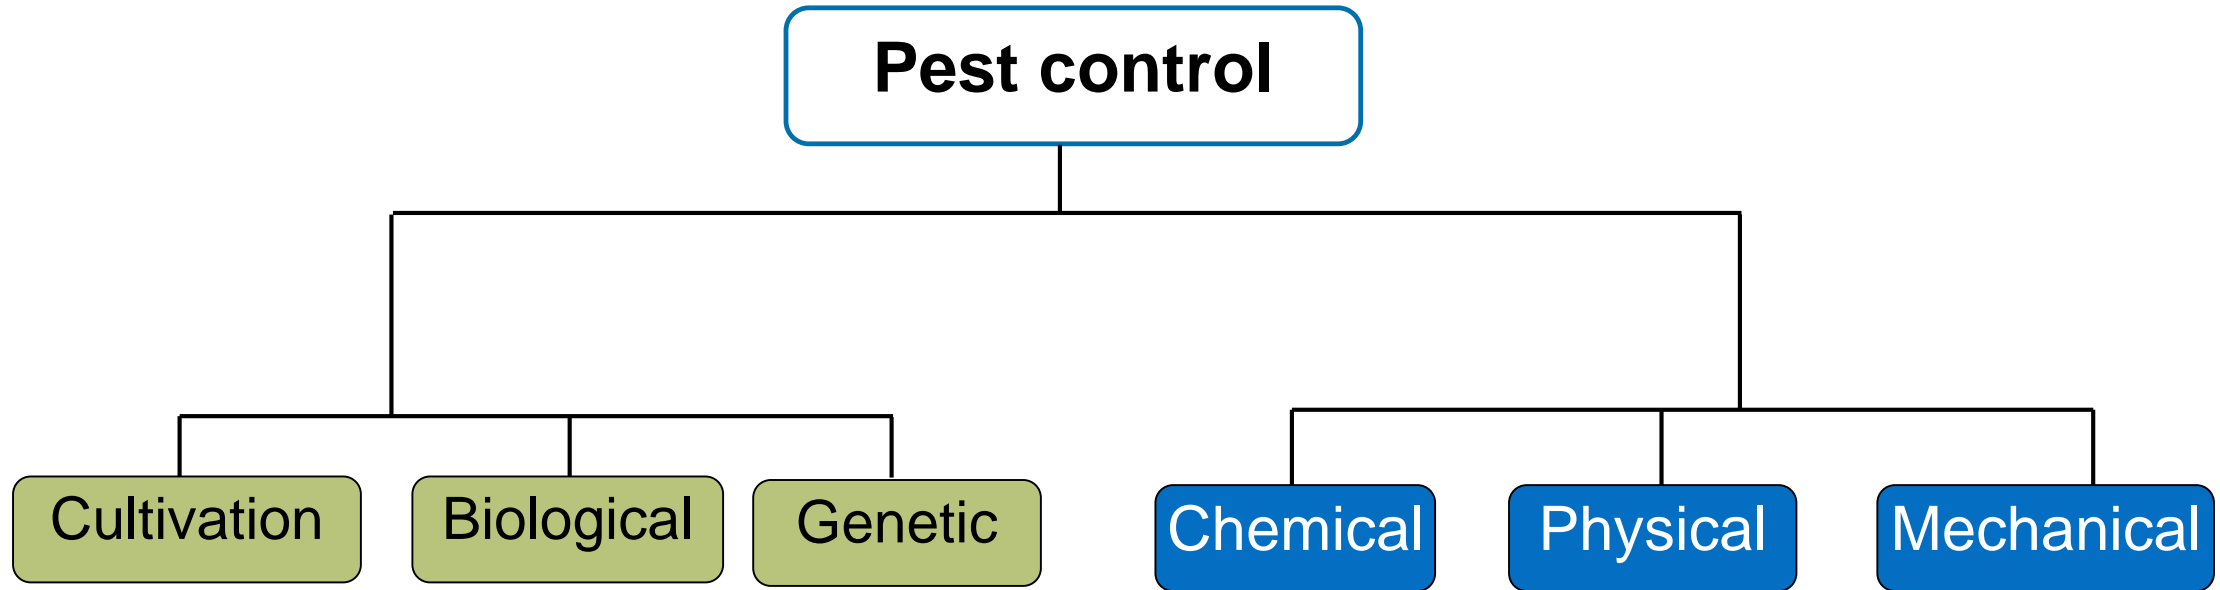 Pest control
Cultivation
Biological
Genetic
Chemical
Physical
Mechanical